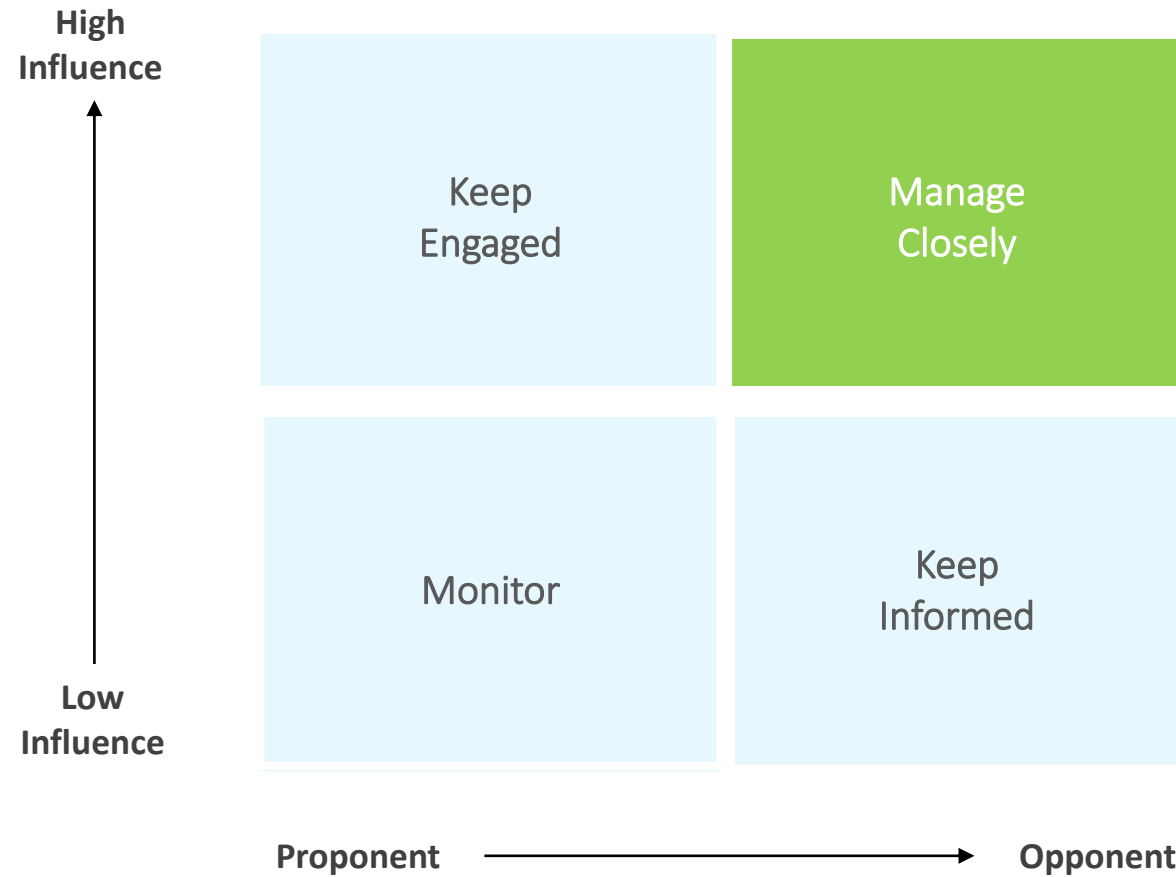 High
Influence
Keep
Engaged
Manage
Closely
Monitor
Keep
Informed
Low
Influence
Proponent
Opponent